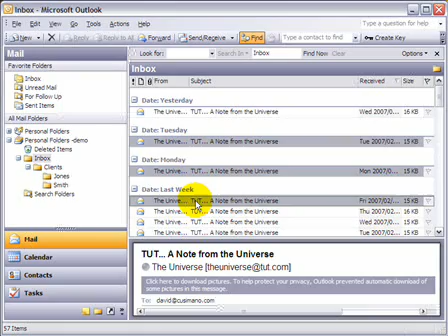 Inbox - Microsoft Outlook
File Edit View Go Tools Actions Help
New Reply Reply to All Forward Send/Receive Find Type a contact to find Create Key
Mail
Look for: Search In Inbox Find Now Options
Favorite Folders
Inbox
Unread Mail
For Follow Up
Sent Items
All Mail Folders
Personal Folders
Personal Folders -demo
Deleted Items
Inbox
Clients
Jones
Smith
Search Folders
Mail
Calendar
Contacts
Tasks
Inbox
From Subject Received Size
Date: Yesterday
The Unive... TUT... A Note from the Universe Wed 2007/02... 16 KB
Date: Tuesday
The Unive... TUT... A Note from the Universe Tue 2007/02... 15 KB
Date: Monday
The Unive... TUT... A Note from the Universe Mon 2007/0... 15 KB
Date: Last Week
The Unive... TUT... A Note from the Universe Fri 2007/02/... 15 KB
The Unive... TUT... A Note from the Universe Thu 2007/02... 16 KB
The Unive... TUT... A Note from the Universe Wed 2007/0... 16 KB
The Unive... TUT... A Note from the Universe Tue 2007/02... 15 KB
TUT... A Note from the Universe
The Universe [theuniverse@tut.com]
Click here to download pictures. To help protect your privacy, Outlook prevented automatic download of some pictures in this message.
To: david@cusimano.com
57 Items